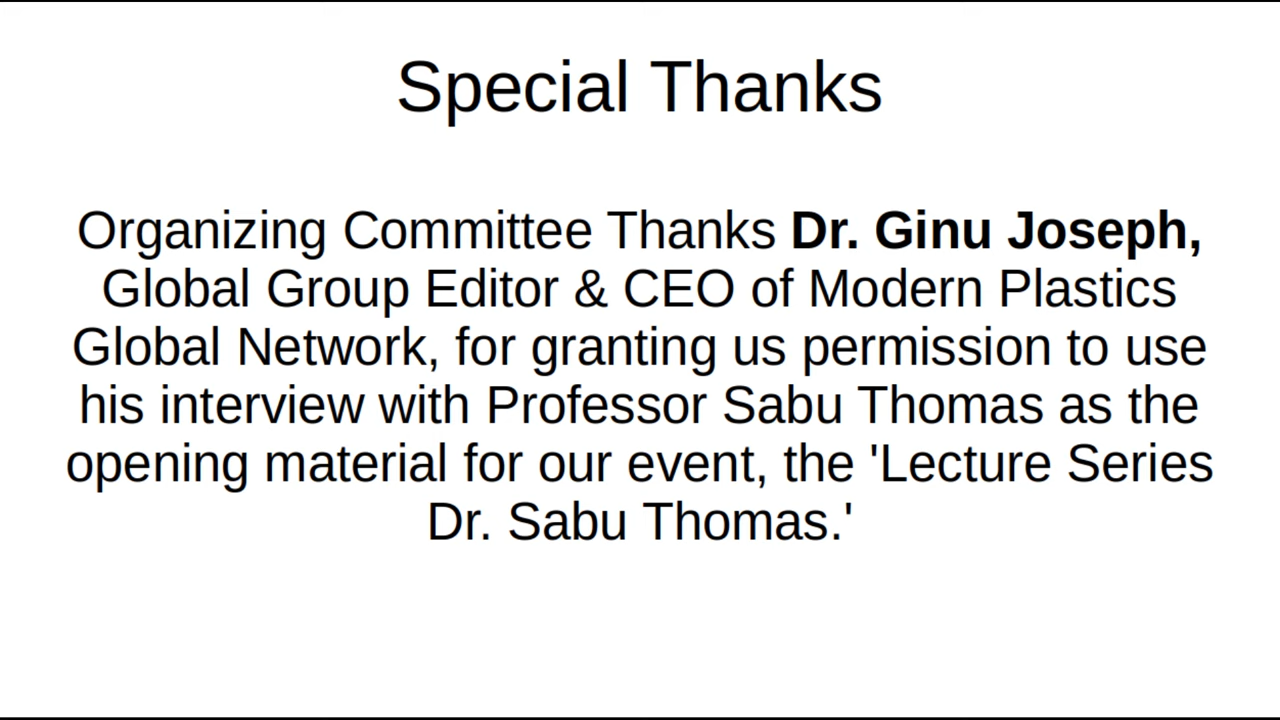 Special Thanks
Organizing Committee Thanks Dr. Ginu Joseph,
Global Group Editor & CEO of Modern Plastics
Global Network, for granting us permission to use
his interview with Professor Sabu Thomas as the
opening material for our event, the 'Lecture Series
Dr. Sabu Thomas.'